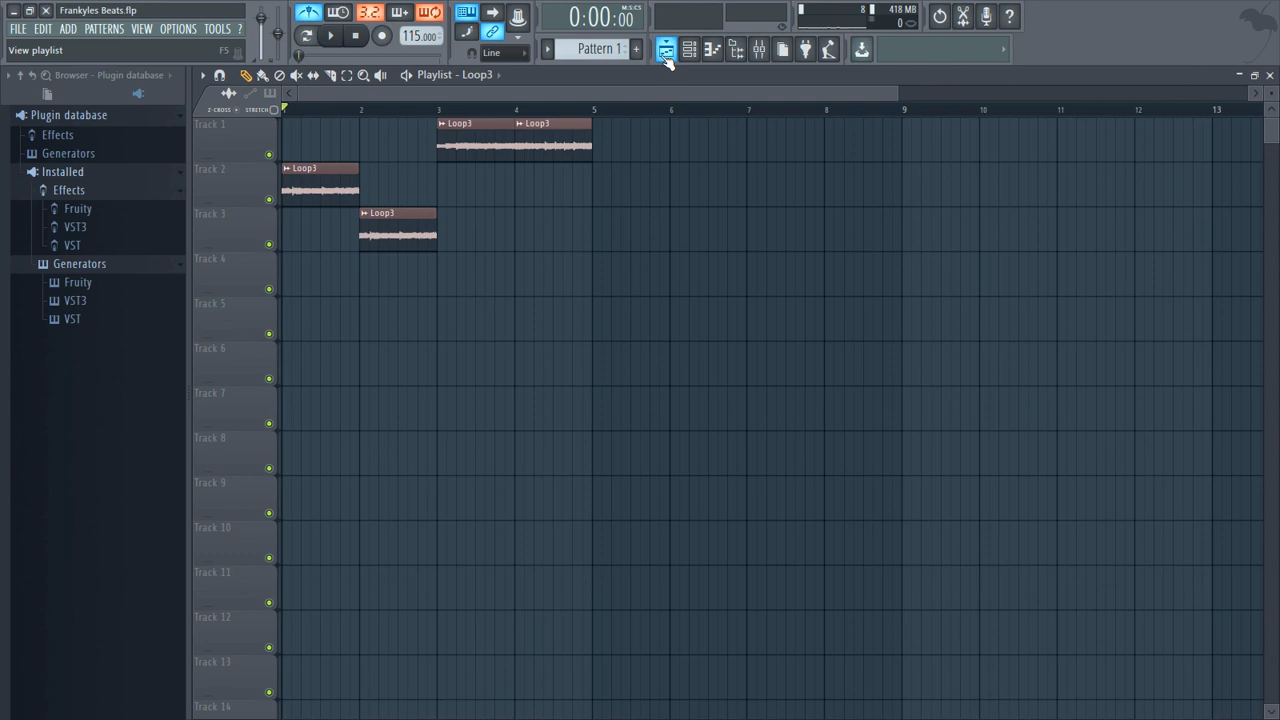 Frankyles Beats.flp
FILE EDIT ADD PATTERNS VIEW OPTIONS TOOLS ?
View playlist F5
3.2.
115.000
Line
0:00:00
M:S:CS
Pattern 1
8
418 MB
0
Browser - Plugin database
Plugin database
Effects
Generators
Installed
Effects
Fruity
VST3
VST
Generators
Fruity
VST3
VST
Playlist - Loop3
Z-CROSS STRETCH
1 2 3 4 5 6 7 8 9 10 11 12 13
Track 1
Loop3 Loop3
Track 2
Loop3
Track 3
Loop3
Track 4
Track 5
Track 6
Track 7
Track 8
Track 9
Track 10
Track 11
Track 12
Track 13
Track 14